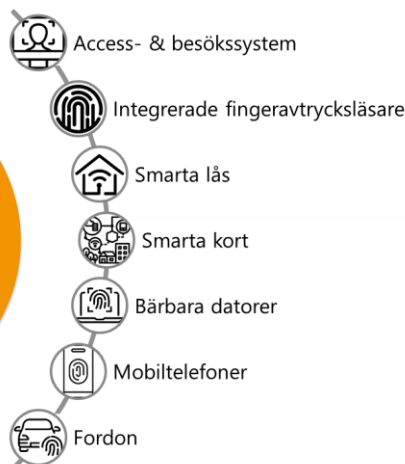 Access- & besökssystem
Integrerade fingeravtrycksläsare
Smarta lås
Smarta kort
Bärbara datorer
Mobiltelefoner
Fordon